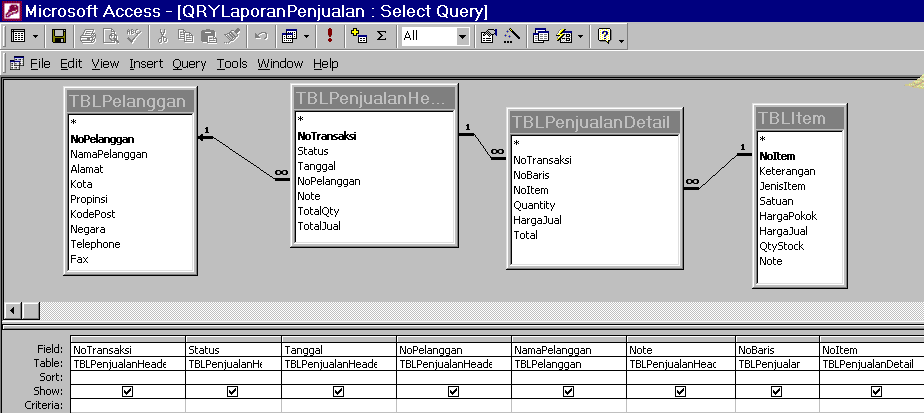 Microsoft Access - [QRYLaporanPenjualan : Select Query]
All
File Edit View Insert Query Tools Window Help
TBLPelanggan
*
NoPelanggan
NamaPelanggan
Alamat
Kota
Propinsi
KodePost
Negara
Telephone
Fax
1
∞
TBLPenjualanHe...
*
NoTransaksi
Status
Tanggal
NoPelanggan
Note
TotalQty
TotalJual
1
∞
TBLPenjualanDetail
*
NoTransaksi
NoBaris
NoItem
Quantity
HargaJual
Total
∞
1
TBLItem
*
NoItem
Keterangan
JenisItem
Satuan
HargaPokok
HargaJual
QtyStock
Note
Field: NoTransaksi Status Tanggal NoPelanggan NamaPelanggan Note NoBaris NoItem
Table: TBLPenjualanHeade TBLPenjualanHe TBLPenjualanHeade TBLPenjualanHeade TBLPelanggan TBLPenjualanHeac TBLPenjualar TBLPenjualanDetail
Sort:
Show:
Criteria: